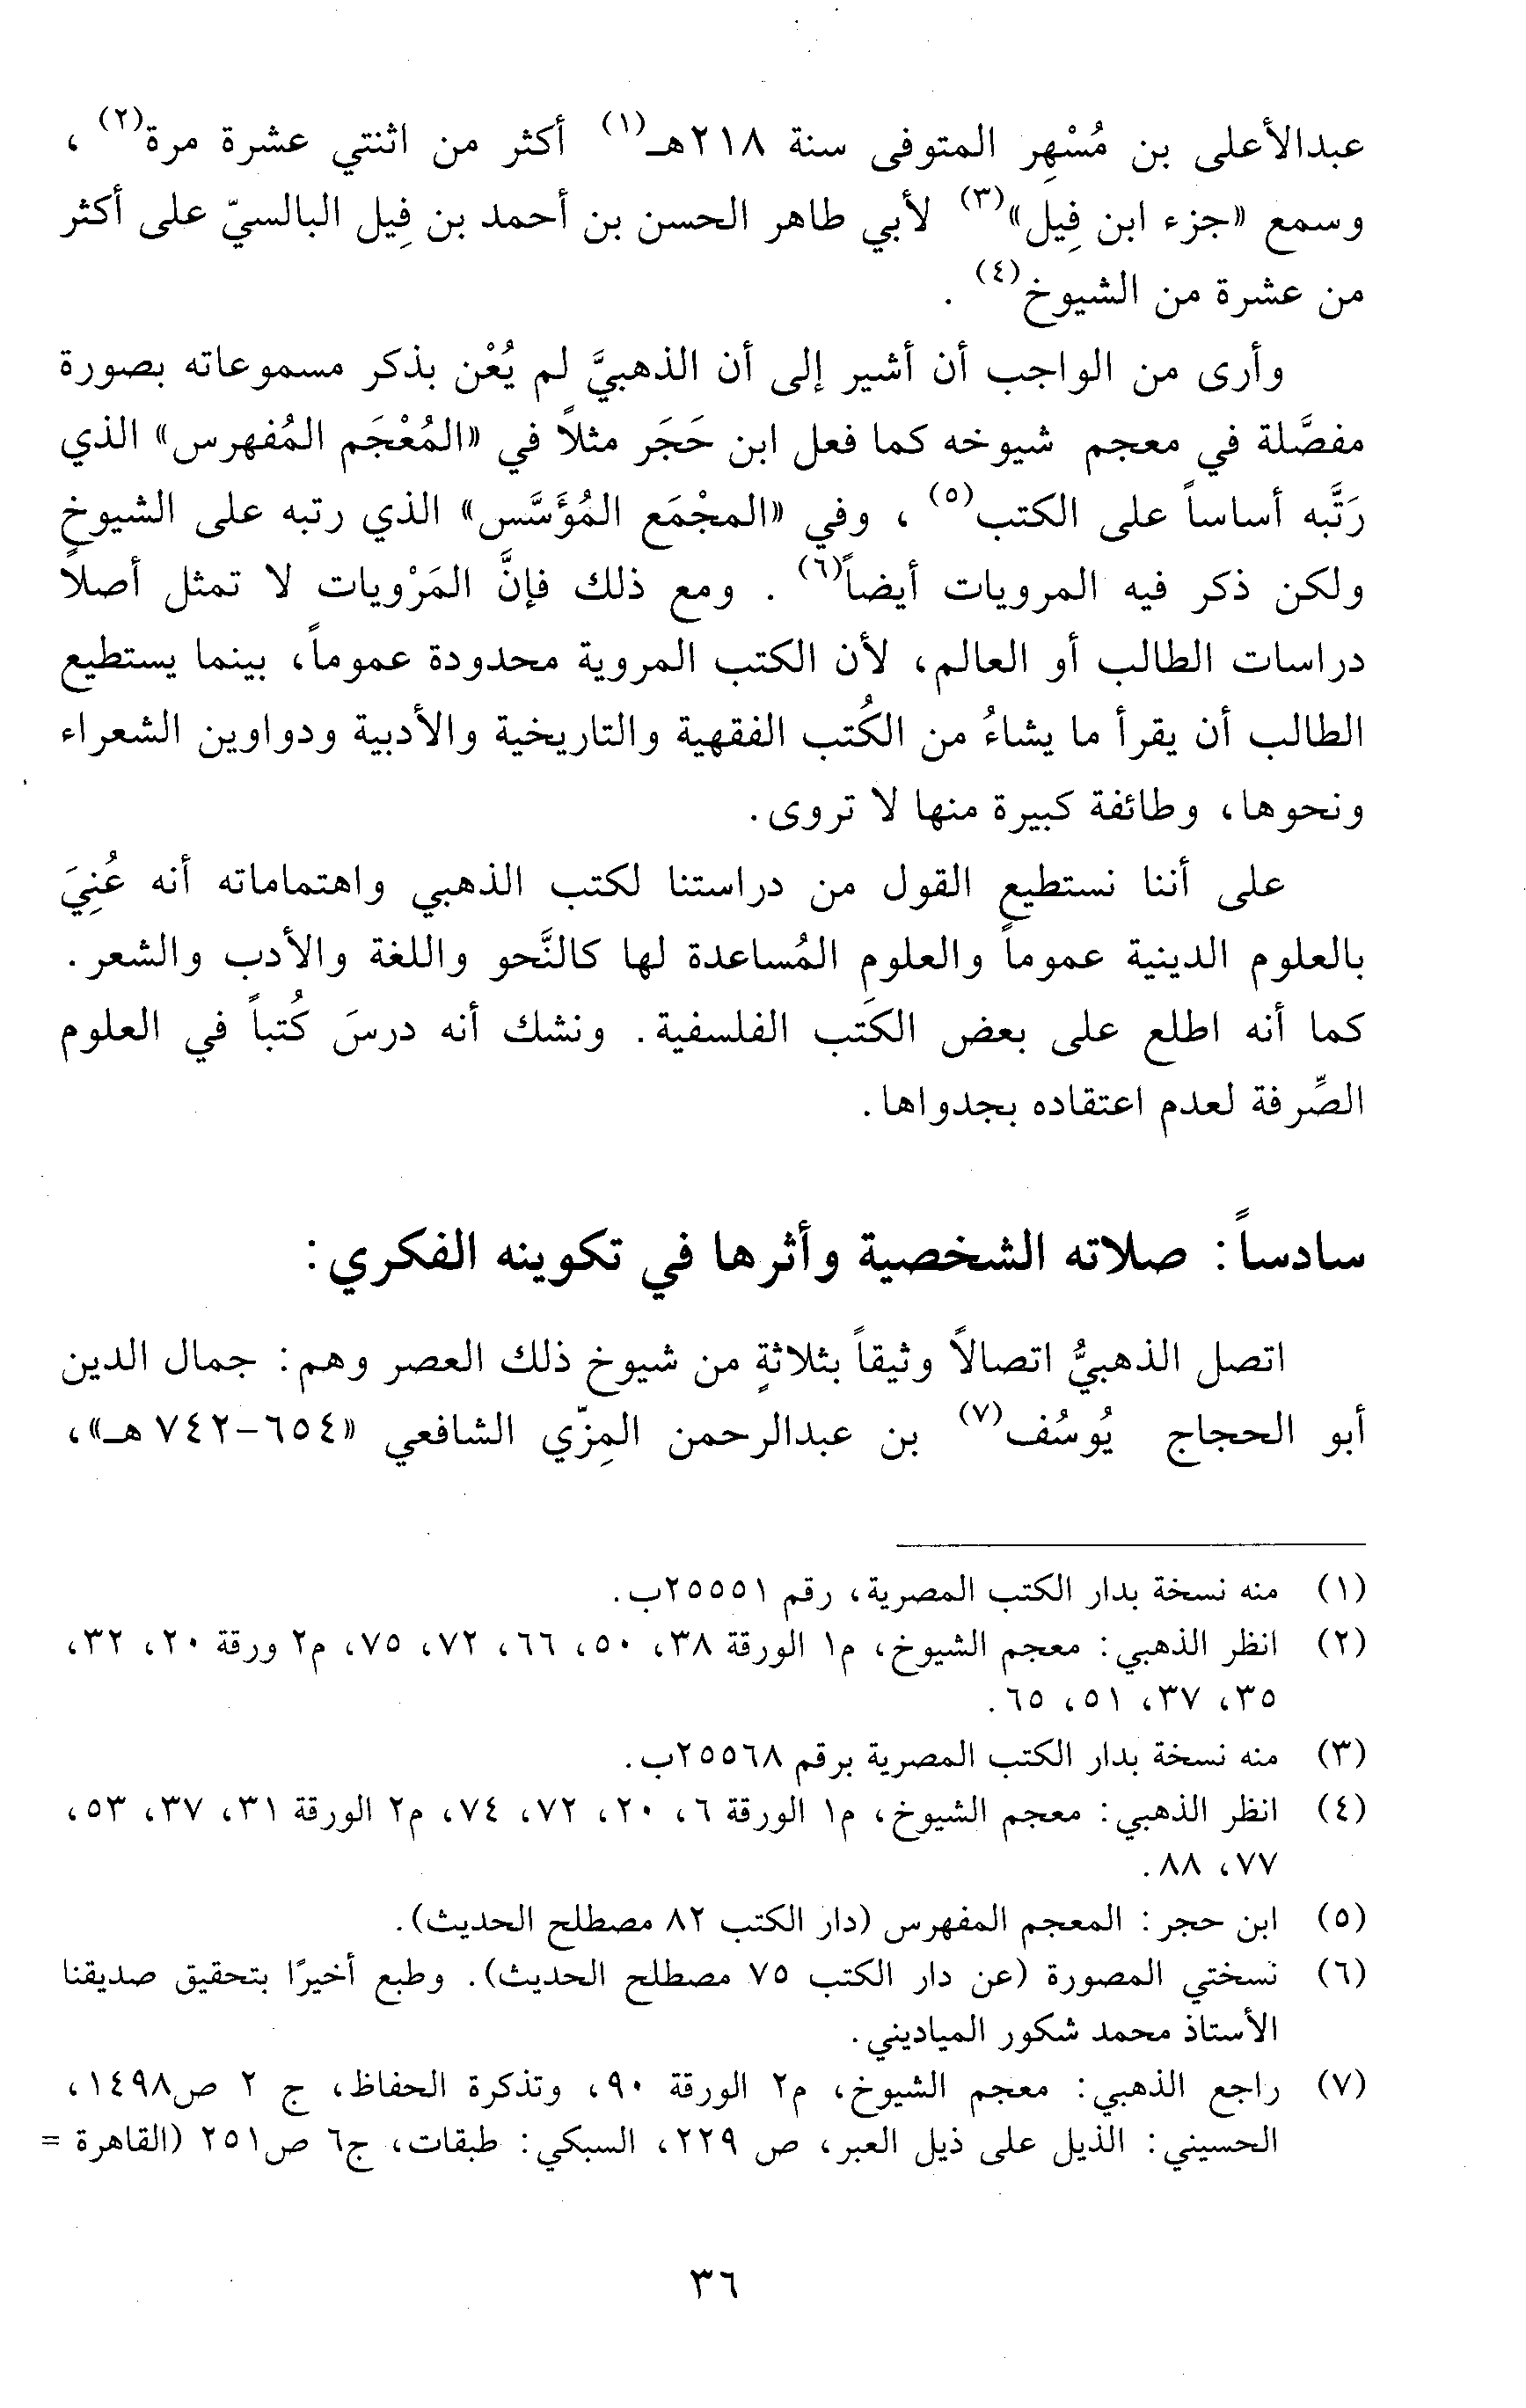 عبدالأعلى بن مُسْهِر المتوفى سنة ٢١٨هـ(١) أكثر من اثنتي عشرة مرة(٢) ،
وسمع «جزء ابن فِيل»(٣) لأبي طاهر الحسن بن أحمد بن فِيل البالسيّ على أكثر
من عشرة من الشيوخ(٤) .
وأرى من الواجب أن أشير إلى أن الذهبيَّ لم يُعْن بذكر مسموعاته بصورة
مفصَّلة في معجم شيوخه كما فعل ابن حَجَر مثلاً في «المُعْجَم المُفهرس» الذي
رَتَّبه أساساً على الكتب(٥) ، وفي «المجْمَع المُؤَسَّس» الذي رتبه على الشيوخ
ولكن ذكر فيه المرويات أيضاً(٦) . ومع ذلك فإنَّ المَرْويات لا تمثل أصلاً
دراسات الطالب أو العالم، لأن الكتب المروية محدودة عموماً، بينما يستطيع
الطالب أن يقرأ ما يشاءُ من الكُتب الفقهية والتاريخية والأدبية ودواوين الشعراء
ونحوها، وطائفة كبيرة منها لا تروى.
على أننا نستطيع القول من دراستنا لكتب الذهبي واهتماماته أنه عُنِيَ
بالعلوم الدينية عموماً والعلوم المُساعدة لها كالنَّحو واللغة والأدب والشعر.
كما أنه اطلع على بعض الكَتب الفلسفية. ونشك أنه درسَ كُتباً في العلوم
الصِّرفة لعدم اعتقاده بجدواها.
سادساً: صلاته الشخصية وأثرها في تكوينه الفكري:
اتصل الذهبيُّ اتصالاً وثيقاً بثلاثةٍ من شيوخ ذلك العصر وهم: جمال الدين
أبو الحجاج يُوسُف(٧) بن عبدالرحمن المِزّي الشافعي «٦٥٤-٧٤٢هـ»،
(١) منه نسخة بدار الكتب المصرية، رقم ٢٥٥٥١ب.
(٢) انظر الذهبي: معجم الشيوخ، م١ الورقة ٣٨، ٥٠، ٦٦، ٧٢، ٧٥، م٢ ورقة ٢٠، ٣٢،
٣٥، ٣٧، ٥١، ٦٥.
(٣) منه نسخة بدار الكتب المصرية برقم ٢٥٥٦٨ب.
(٤) انظر الذهبي: معجم الشيوخ، م١ الورقة ٦، ٢٠، ٧٢، ٧٤، م٢ الورقة ٣١، ٣٧، ٥٣،
٧٧، ٨٨.
(٥) ابن حجر: المعجم المفهرس (دار الكتب ٨٢ مصطلح الحديث).
(٦) نسختي المصورة (عن دار الكتب ٧٥ مصطلح الحديث). وطبع أخيرًا بتحقيق صديقنا
الأستاذ محمد شكور المياديني.
(٧) راجع الذهبي: معجم الشيوخ، م٢ الورقة ٩٠، وتذكرة الحفاظ، ج ٢ ص١٤٩٨،
الحسيني: الذيل على ذيل العبر، ص ٢٢٩، السبكي: طبقات، ج٦ ص٢٥١ (القاهرة =
٣٦